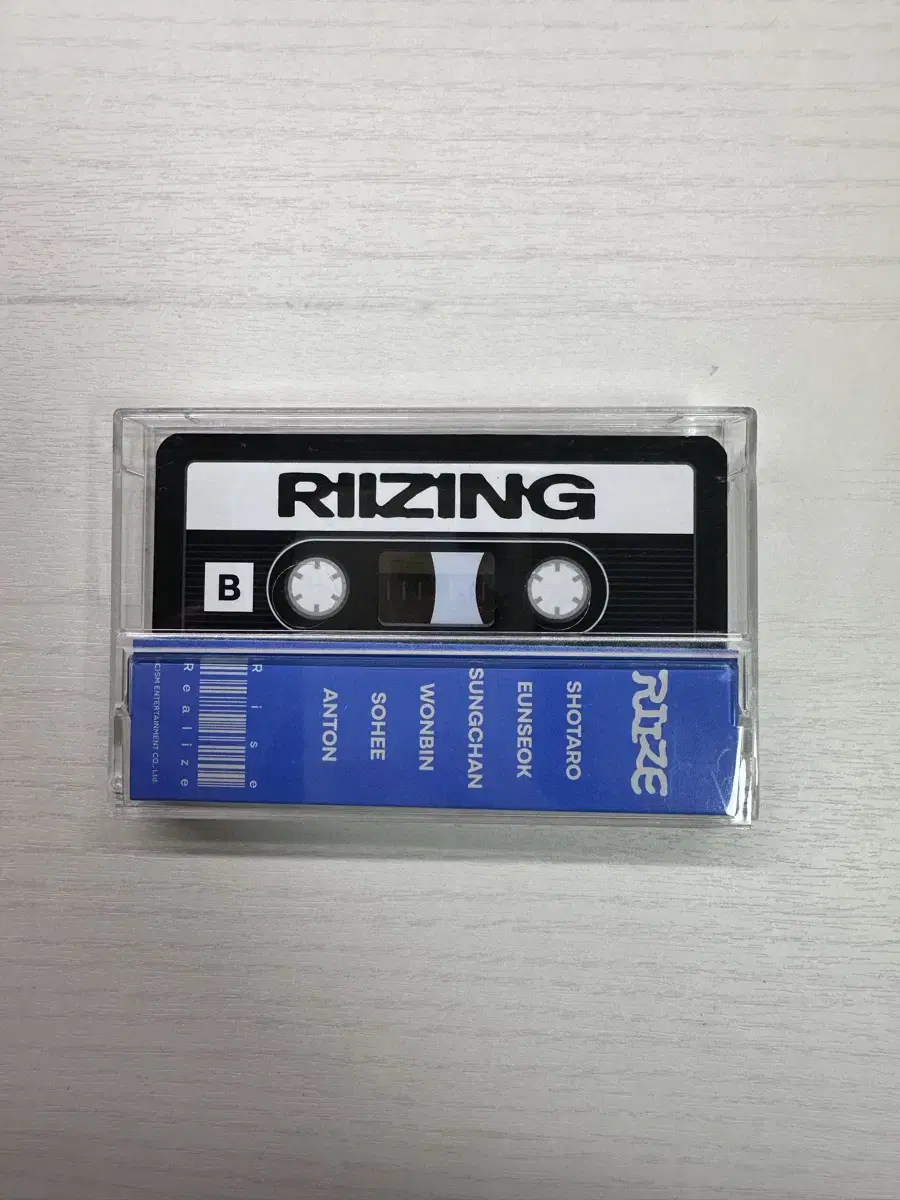 RIIZING
B
RIIZE
SHOTARO
EUNSEOK
SUNGCHAN
WONBIN
SOHEE
ANTON
Rise
Realize
(C)SM ENTERTAINMENT CO., Ltd.